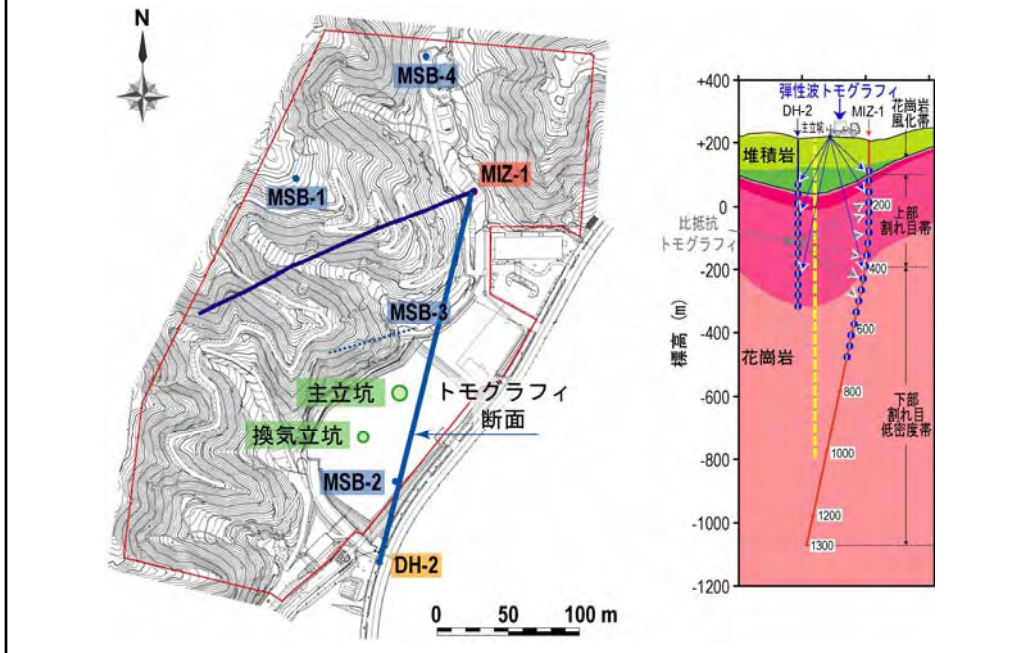 N
MSB-4
MSB-1
MIZ-1
MSB-3
主立坑
トモグラフィ
断面
換気立坑
MSB-2
DH-2
0 50 100 m
+400
+200
0
-200
-400
-600
-800
-1000
-1200
標高 (m)
弾性波トモグラフィ
DH-2
主立坑
MIZ-1
花崗岩
風化帯
堆積岩
比抵抗
トモグラフィ
上部
割れ目帯
花崗岩
下部
割れ目
低密度帯
200
400
600
800
1000
1200
1300